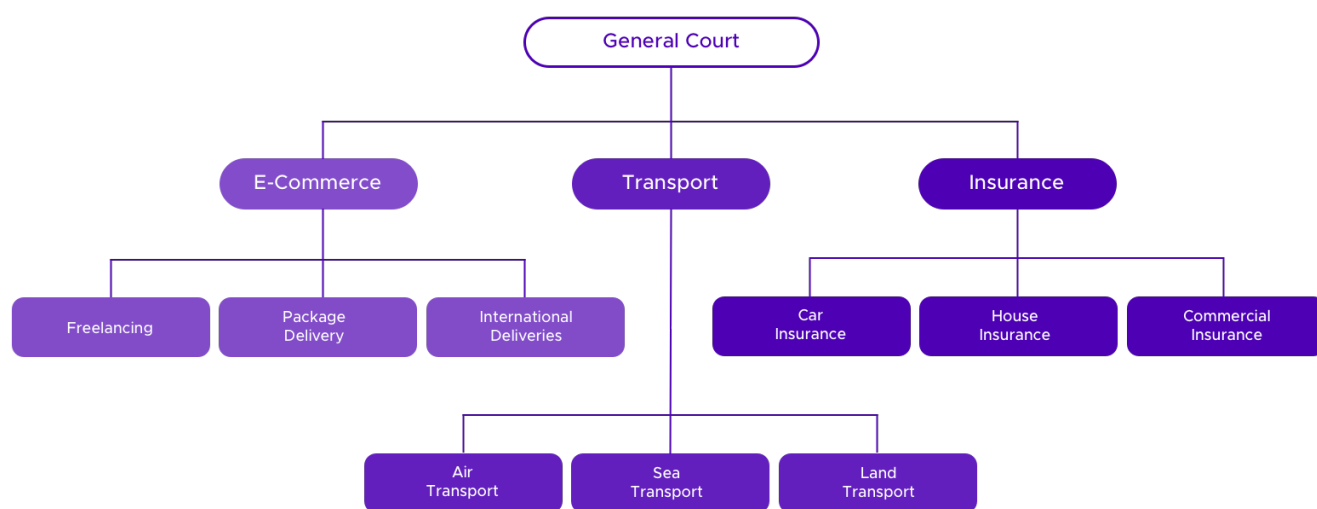 General Court
E-Commerce
Transport
Insurance
Freelancing
Package
Delivery
International
Deliveries
Car
Insurance
House
Insurance
Commercial
Insurance
Air
Transport
Sea
Transport
Land
Transport